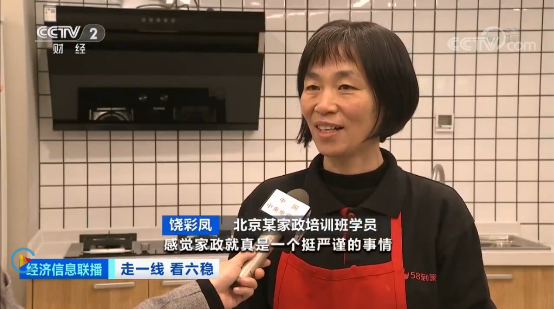 CCTV 2
财经
CCTV
饶彩凤 北京某家政培训班学员
感觉家政就真是一个挺严谨的事情
经济信息联播 走一线 看六稳
58到家